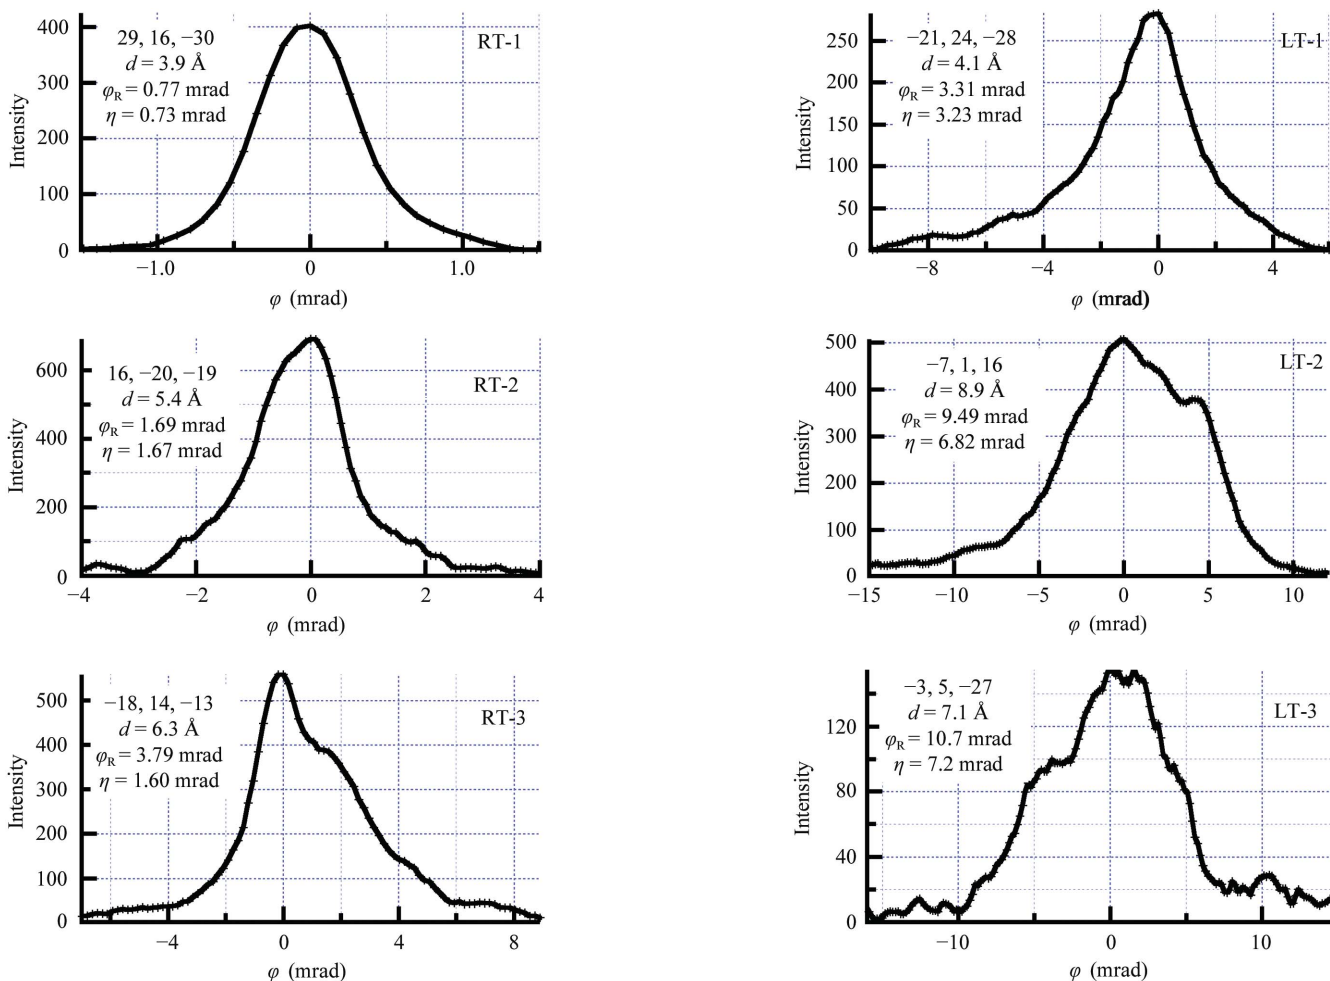 400
300
200
100
0
Intensity
29, 16, −30
d = 3.9 Å
φR = 0.77 mrad
η = 0.73 mrad
RT-1
−1.0
0
1.0
φ (mrad)
250
200
150
100
50
0
Intensity
−21, 24, −28
d = 4.1 Å
φR = 3.31 mrad
η = 3.23 mrad
LT-1
−8
−4
0
4
φ (mrad)
600
400
200
0
Intensity
16, −20, −19
d = 5.4 Å
φR = 1.69 mrad
η = 1.67 mrad
RT-2
−4
−2
0
2
4
φ (mrad)
500
400
300
200
100
0
Intensity
−7, 1, 16
d = 8.9 Å
φR = 9.49 mrad
η = 6.82 mrad
LT-2
−15
−10
−5
0
5
10
φ (mrad)
500
400
300
200
100
0
Intensity
−18, 14, −13
d = 6.3 Å
φR = 3.79 mrad
η = 1.60 mrad
RT-3
−4
0
4
8
φ (mrad)
120
80
40
0
Intensity
−3, 5, −27
d = 7.1 Å
φR = 10.7 mrad
η = 7.2 mrad
LT-3
−10
0
10
φ (mrad)